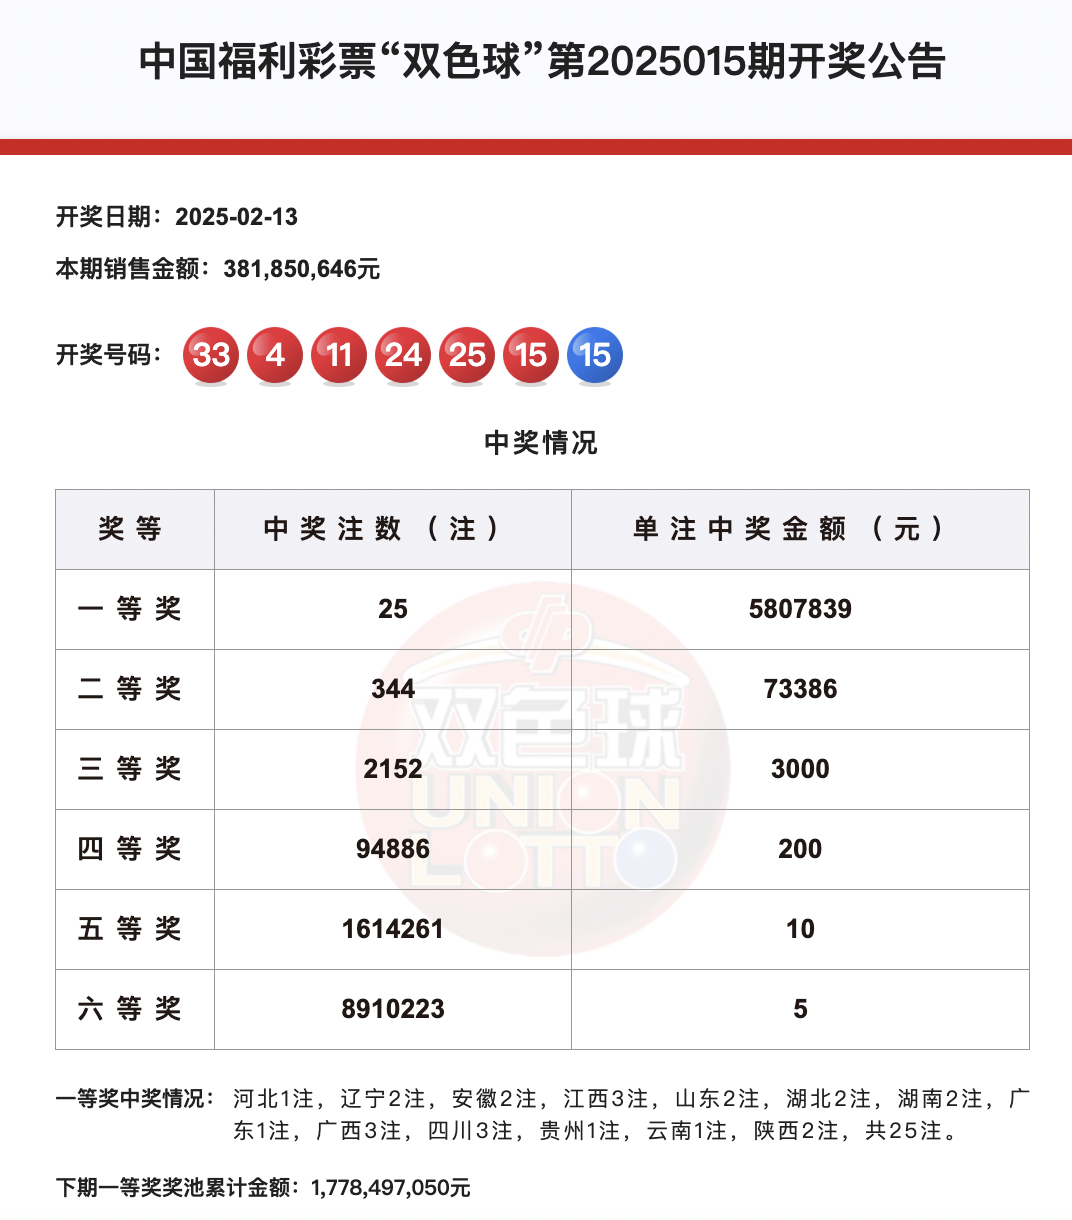 中国福利彩票“双色球”第2025015期开奖公告
开奖日期：2025-02-13
本期销售金额：381,850,646元
开奖号码： 33 4 11 24 25 15 15
中奖情况
奖等 中奖注数（注） 单注中奖金额（元）
一等奖 25 5807839
二等奖 344 73386
三等奖 2152 3000
四等奖 94886 200
五等奖 1614261 10
六等奖 8910223 5
双色球
UNION
LOTTO
一等奖中奖情况： 河北1注，辽宁2注，安徽2注，江西3注，山东2注，湖北2注，湖南2注，广
东1注，广西3注，四川3注，贵州1注，云南1注，陕西2注，共25注。
下期一等奖奖池累计金额：1,778,497,050元